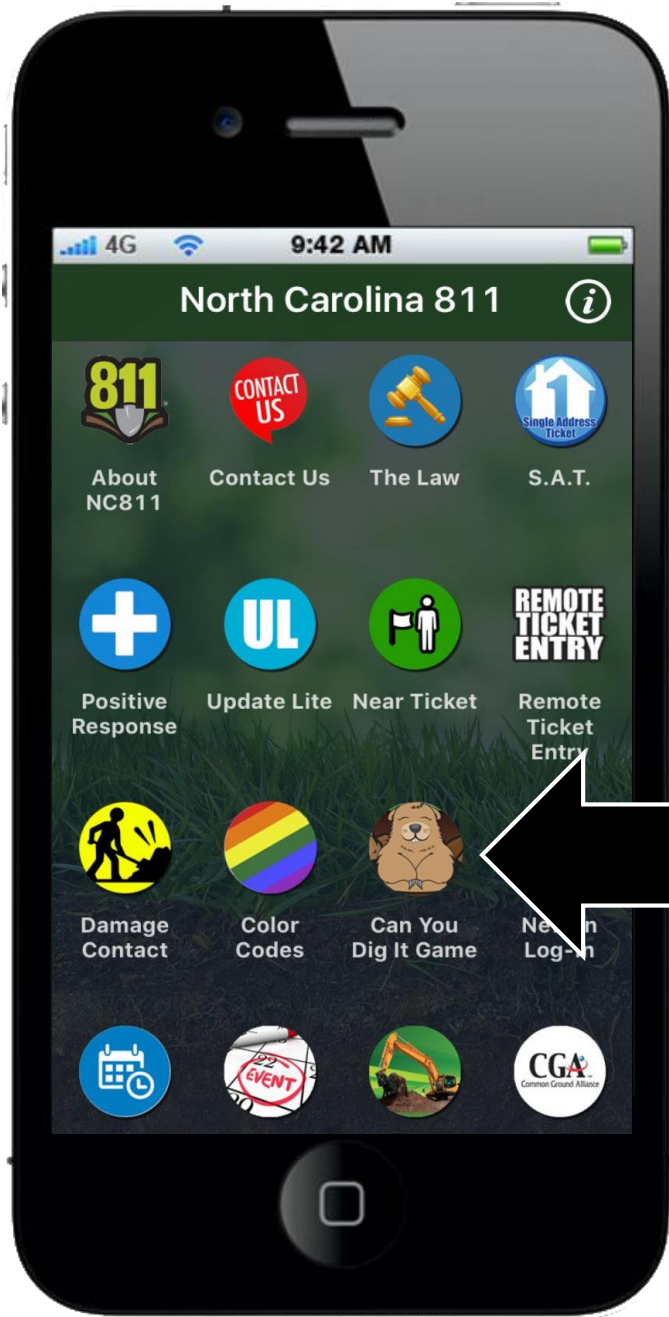 4G 9:42 AM
North Carolina 811
811
CONTACT
US
1
Single Address
Ticket
About
NC811
Contact Us
The Law
S.A.T.
UL
REMOTE
TICKET
ENTRY
Positive
Response
Update Lite
Near Ticket
Remote
Ticket
Entry
Damage
Contact
Color
Codes
Can You
Dig It Game
Log-In
22
EVENT
CGA
Common Ground Alliance